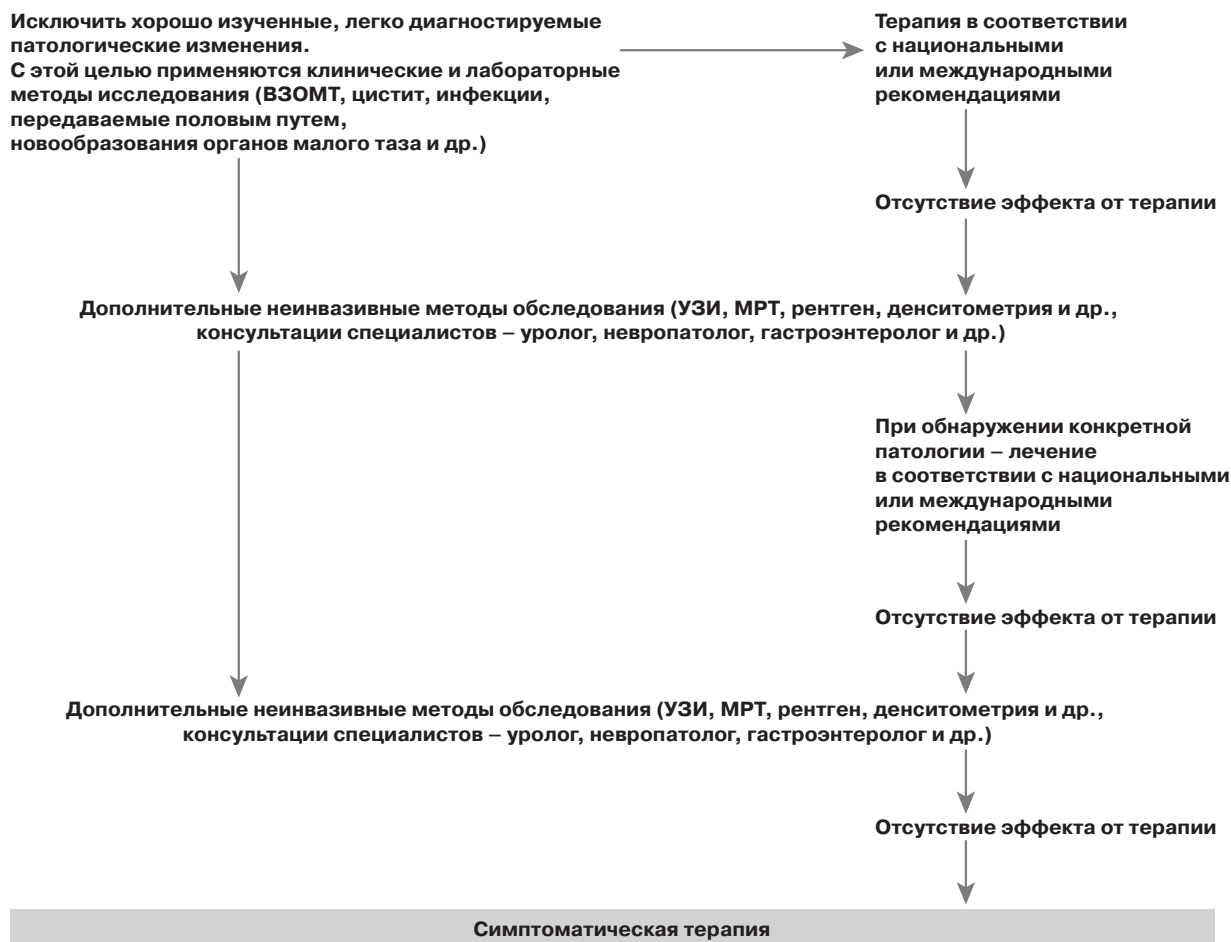 Исключить хорошо изученные, легко диагностируемые
патологические изменения.
С этой целью применяются клинические и лабораторные
методы исследования (ВЗОМТ, цистит, инфекции,
передаваемые половым путем,
новообразования органов малого таза и др.)
Терапия в соответствии
с национальными
или международными
рекомендациями
Отсутствие эффекта от терапии
Дополнительные неинвазивные методы обследования (УЗИ, МРТ, рентген, денситометрия и др.,
консультации специалистов – уролог, невропатолог, гастроэнтеролог и др.)
При обнаружении конкретной
патологии – лечение
в соответствии с национальными
или международными
рекомендациями
Отсутствие эффекта от терапии
Дополнительные неинвазивные методы обследования (УЗИ, МРТ, рентген, денситометрия и др.,
консультации специалистов – уролог, невропатолог, гастроэнтеролог и др.)
Отсутствие эффекта от терапии
Симптоматическая терапия